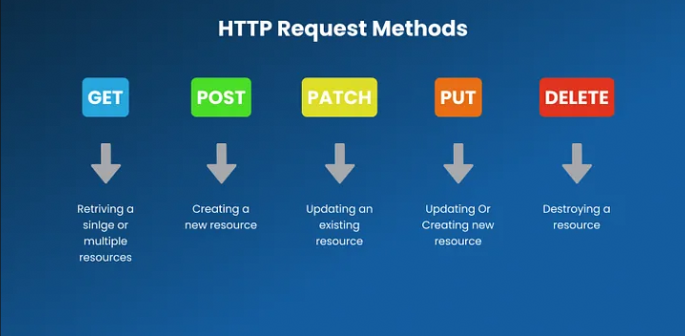 HTTP Request Methods
GET
POST
PATCH
PUT
DELETE
Retriving a
sinlge or
multiple
resources
Creating a
new resource
Updating an
existing
resource
Updating Or
Creating new
resource
Destroying a
resource